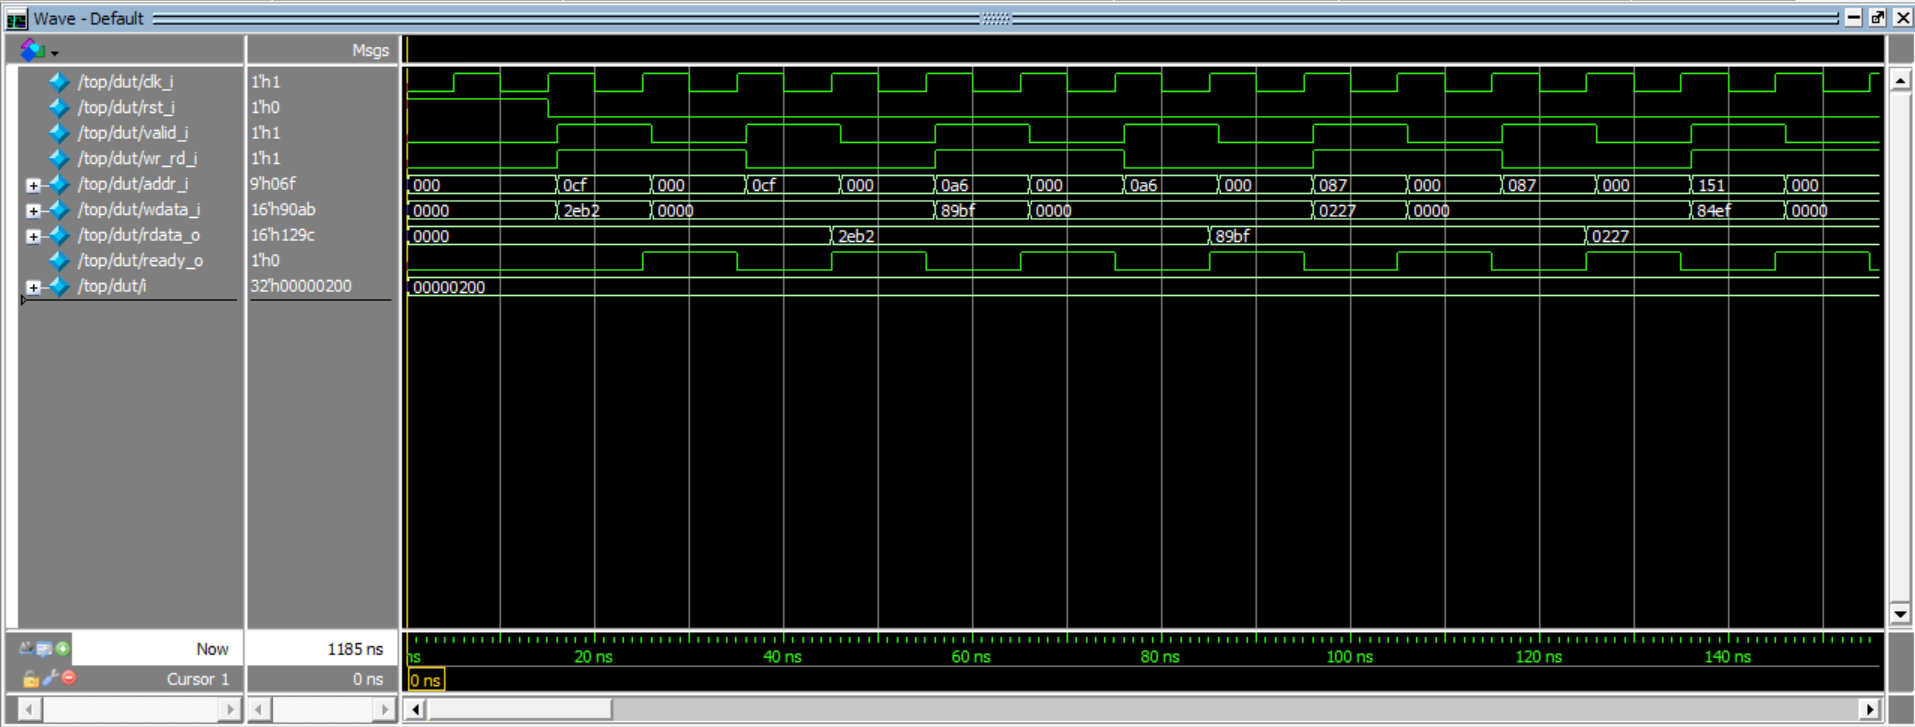 Wave - Default
Msgs
/top/dut/clk_i 1'h1
/top/dut/rst_i 1'h0
/top/dut/valid_i 1'h1
/top/dut/wr_rd_i 1'h1
/top/dut/addr_i 9'h06f 000 0cf 000 0cf 000 0a6 000 0a6 000 087 000 087 000 151 000
/top/dut/wdata_i 16'h90ab 0000 2eb2 0000 89bf 0000 0227 0000 84ef 0000
/top/dut/rdata_o 16'h129c 0000 2eb2 89bf 0227
/top/dut/ready_o 1'h0
/top/dut/i 32'h00000200 00000200
Now 1185 ns ns 20 ns 40 ns 60 ns 80 ns 100 ns 120 ns 140 ns
Cursor 1 0 ns 0 ns